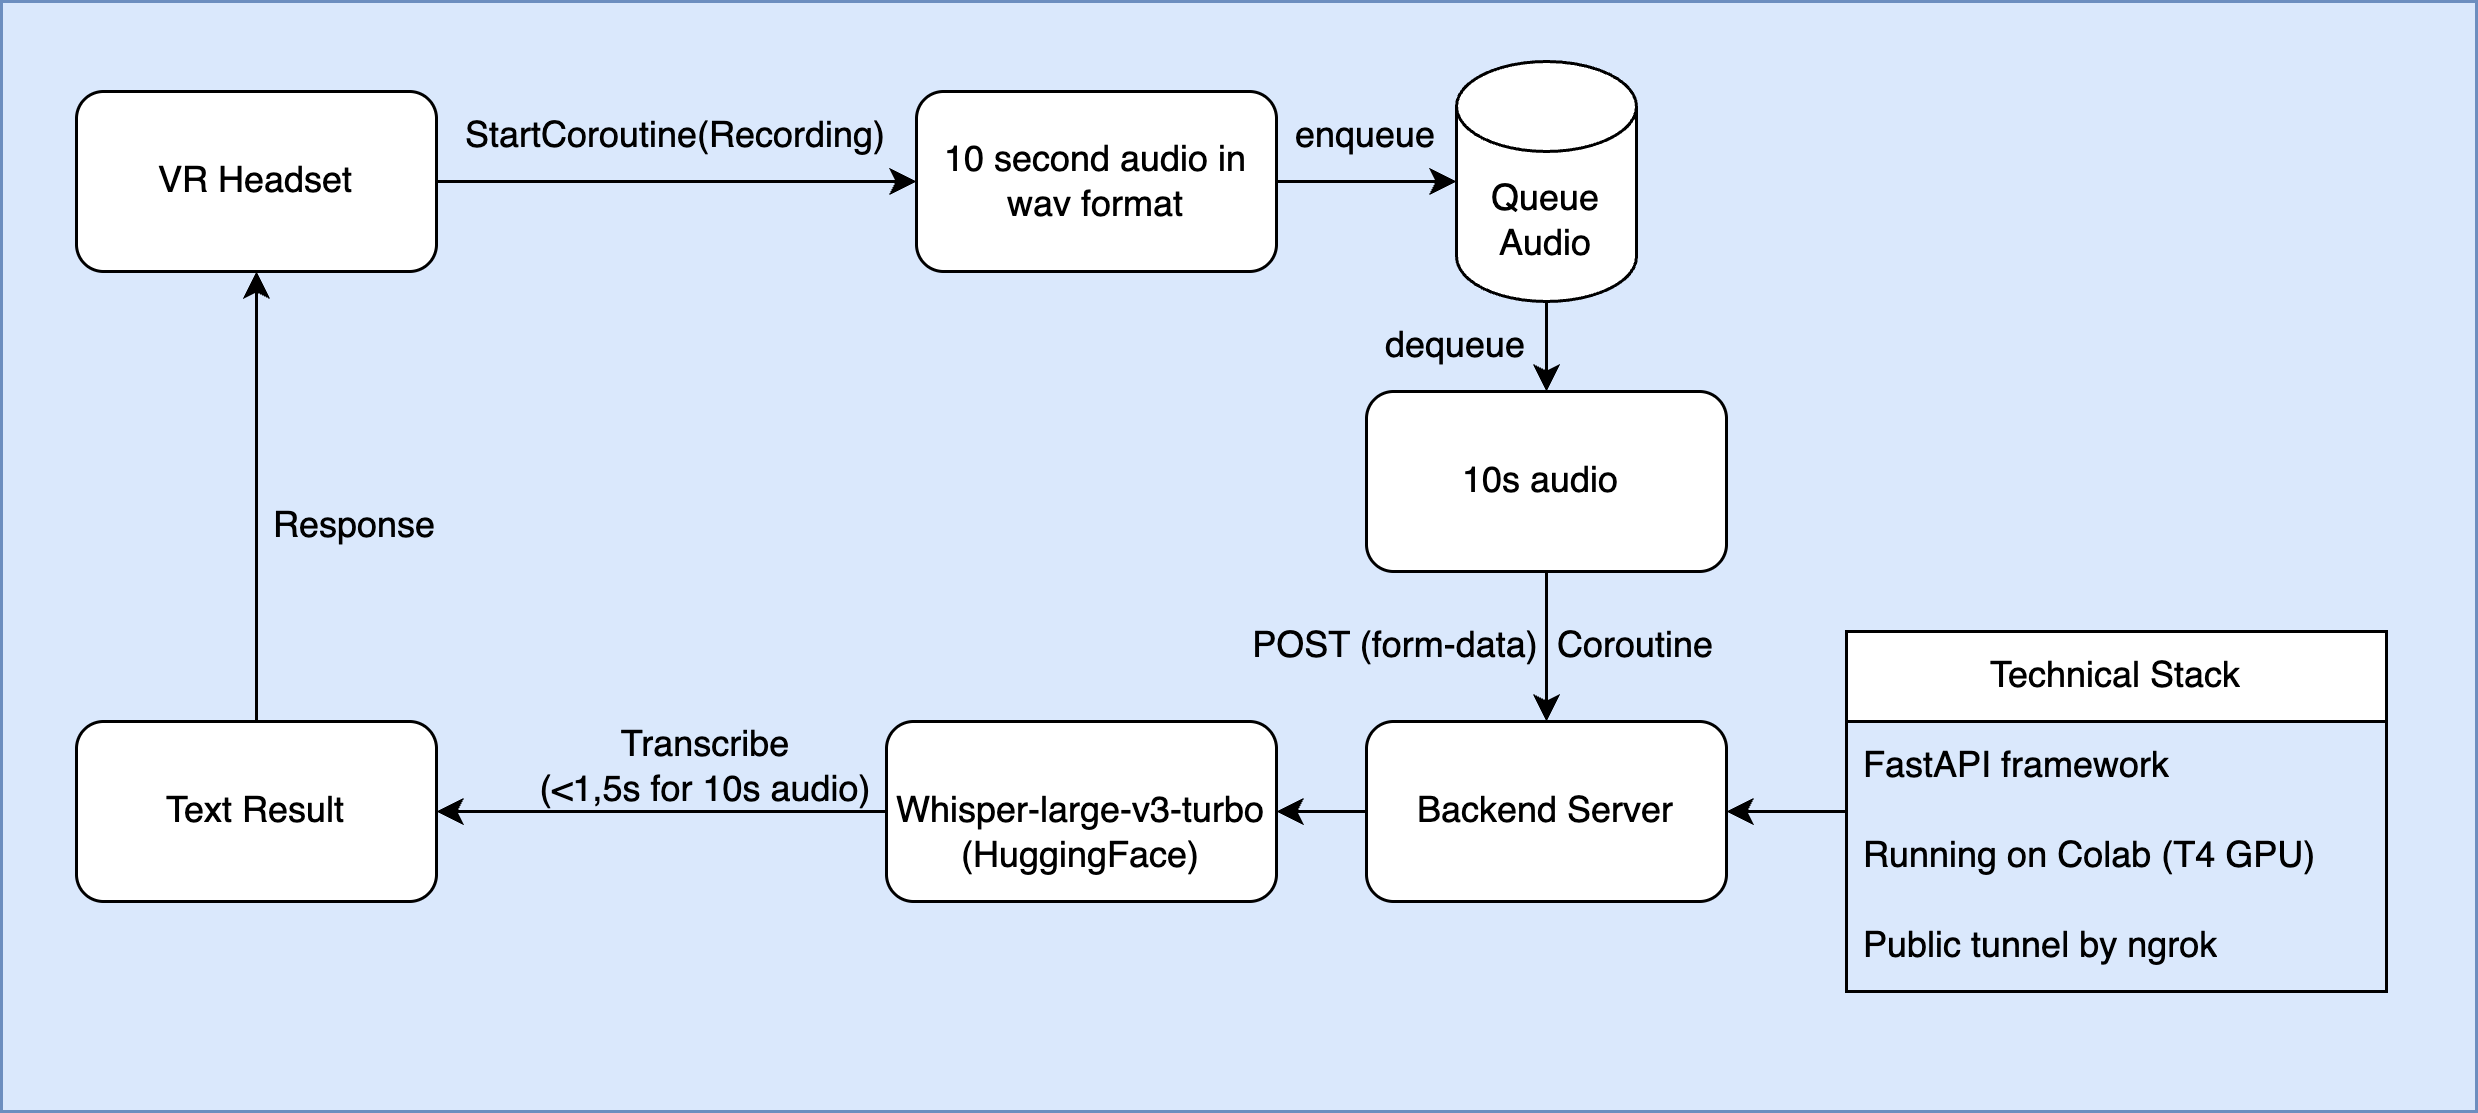 VR Headset
StartCoroutine(Recording)
10 second audio in
wav format
enqueue
Queue
Audio
dequeue
10s audio
POST (form-data)
Coroutine
Response
Technical Stack
FastAPI framework
Running on Colab (T4 GPU)
Public tunnel by ngrok
Backend Server
Whisper-large-v3-turbo
(HuggingFace)
Transcribe
(<1,5s for 10s audio)
Text Result